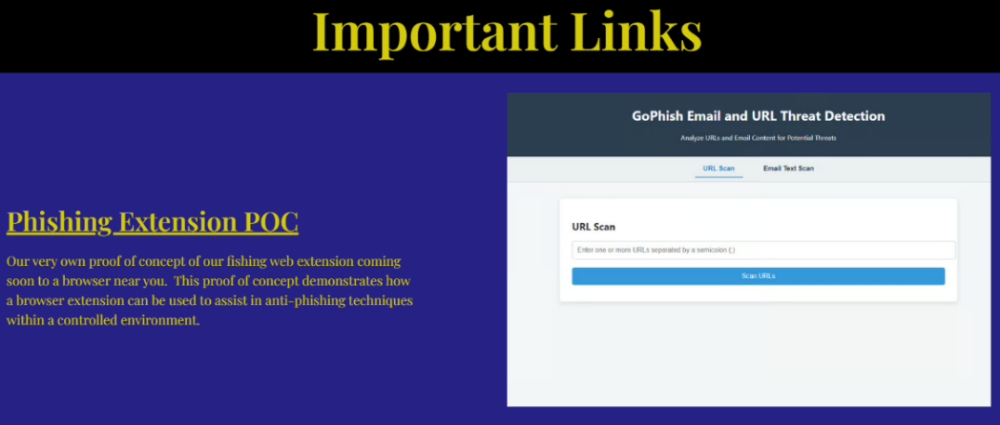 Important Links
Phishing Extension POC
Our very own proof of concept of our fishing web extension coming
soon to a browser near you. This proof of concept demonstrates how
a browser extension can be used to assist in anti-phishing techniques
within a controlled environment.
GoPhish Email and URL Threat Detection
Analyze URLs and Email Content for Potential Threats
URL Scan Email Text Scan
URL Scan
Enter one or more URLs separated by a semicolon (;)
Scan URLs